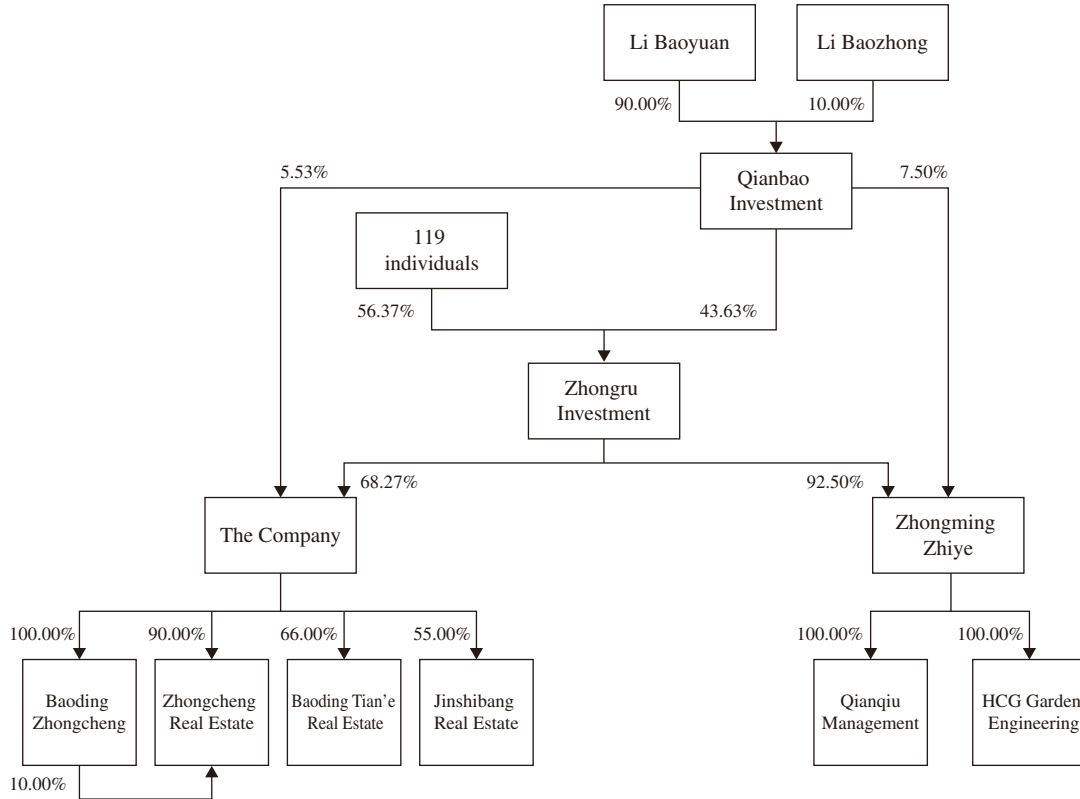 Li Baoyuan
Li Baozhong
90.00%
10.00%
5.53%
Qianbao
Investment
7.50%
119
individuals
56.37%
43.63%
Zhongru
Investment
68.27%
92.50%
The Company
Zhongming
Zhiye
100.00%
90.00%
66.00%
55.00%
100.00%
100.00%
Baoding
Zhongcheng
Zhongcheng
Real Estate
Baoding Tian’e
Real Estate
Jinshibang
Real Estate
Qianqiu
Management
HCG Garden
Engineering
10.00%